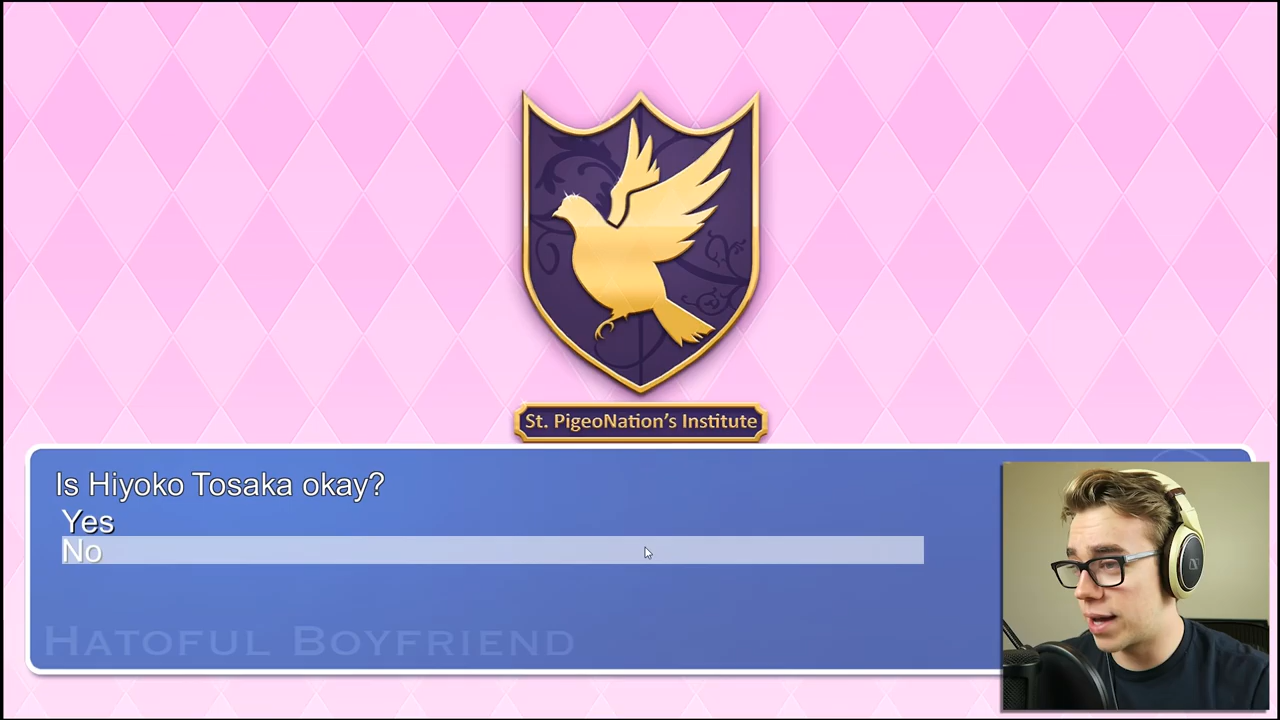 St. PigeoNation's Institute
Is Hiyoko Tosaka okay?
Yes
No
HATOFUL BOYFRIEND